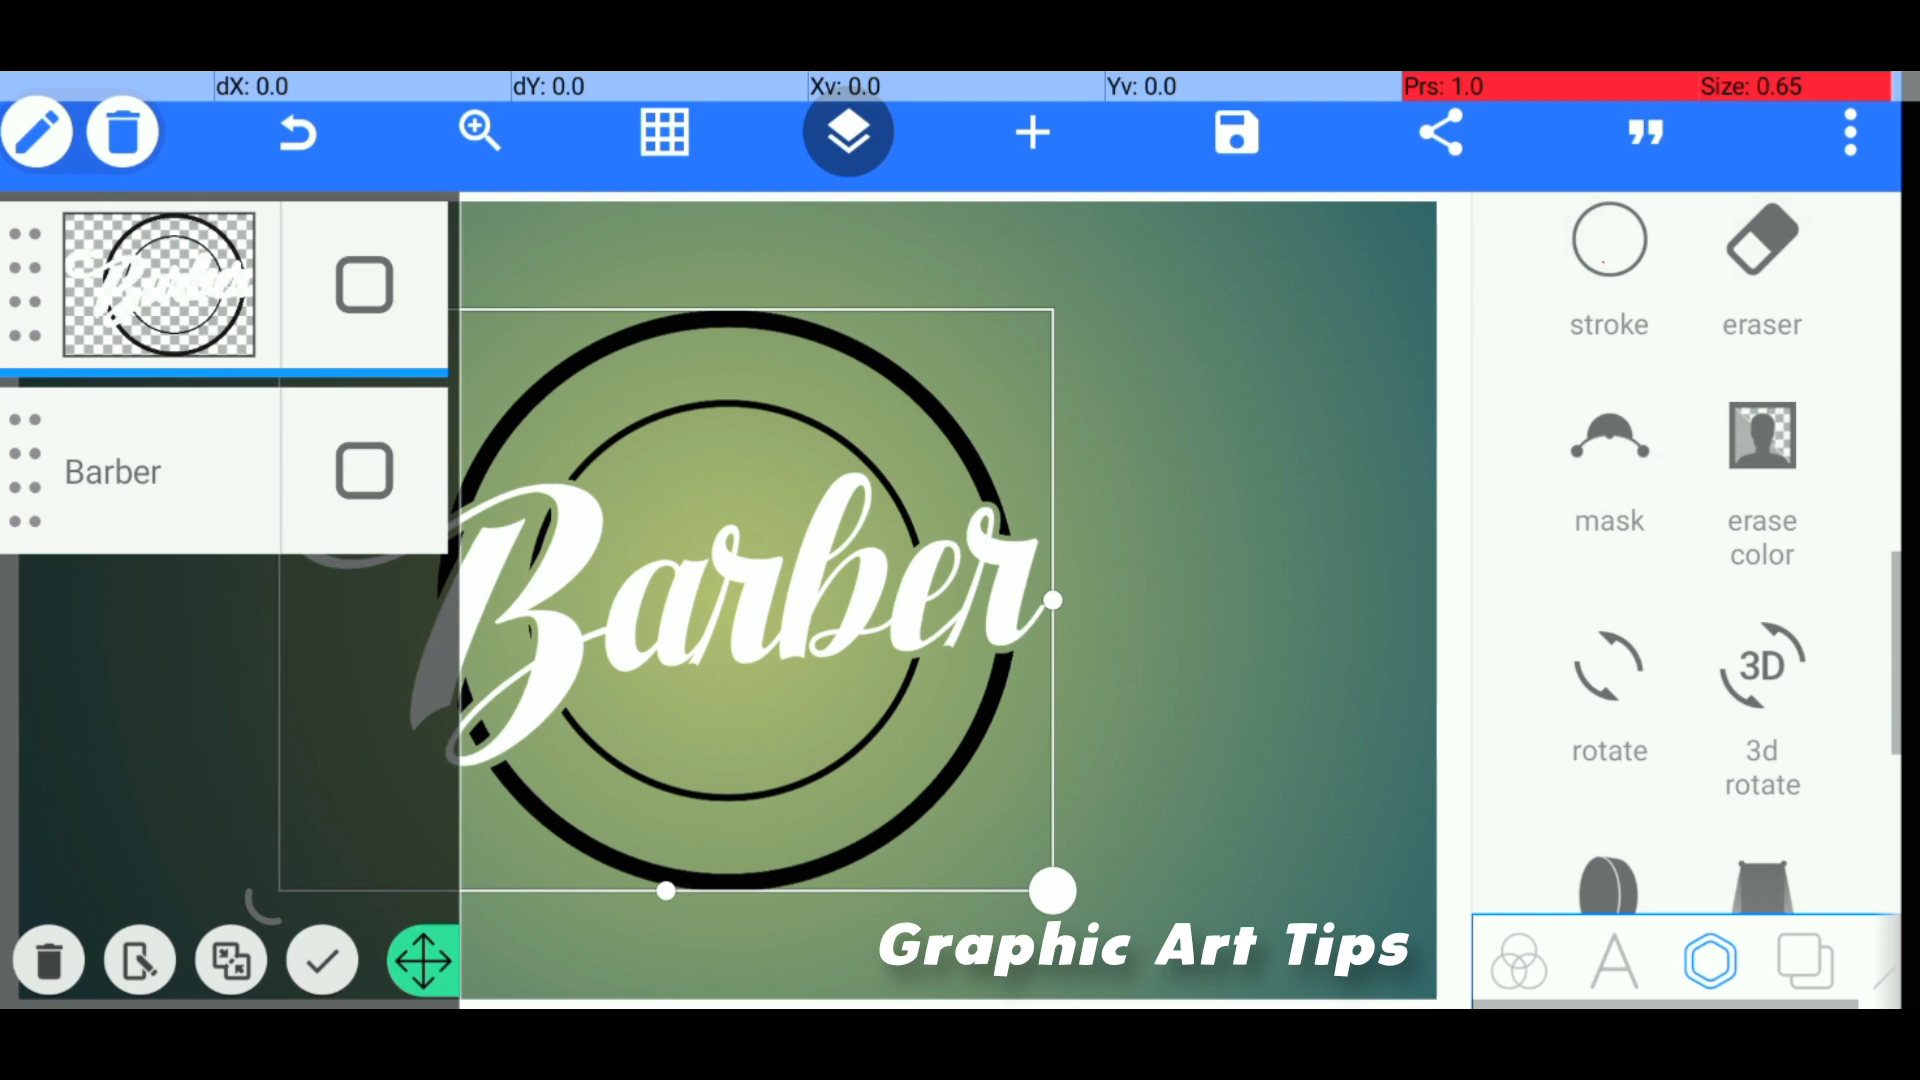 dX: 0.0 dY: 0.0 Xv: 0.0 Yv: 0.0 Prs: 1.0 Size: 0.65
Barber
stroke eraser
Barber
mask erase
color
Barber
rotate 3d
rotate
3D
Graphic Art Tips
A